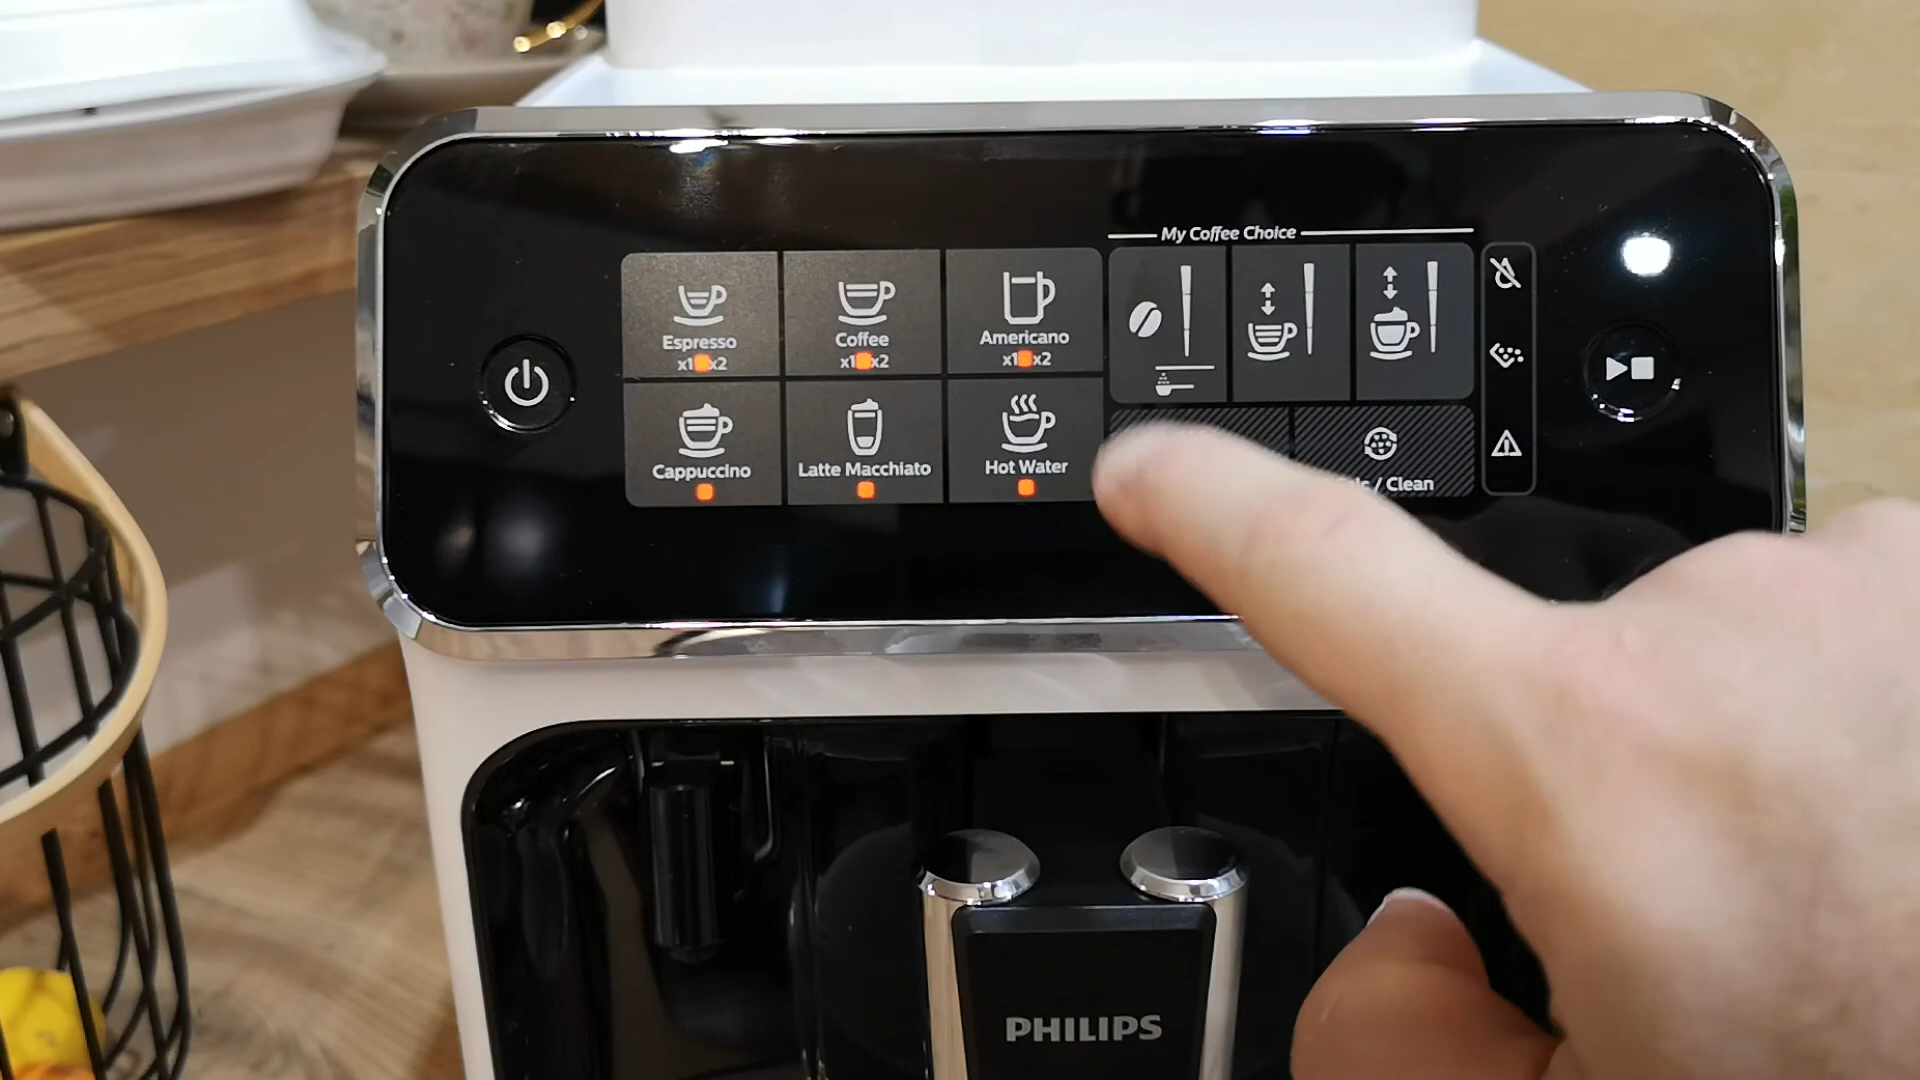 My Coffee Choice
Espresso
x1 x2
Coffee
x1 x2
Americano
x1 x2
Cappuccino
Latte Macchiato
Hot Water
/ Clean
PHILIPS